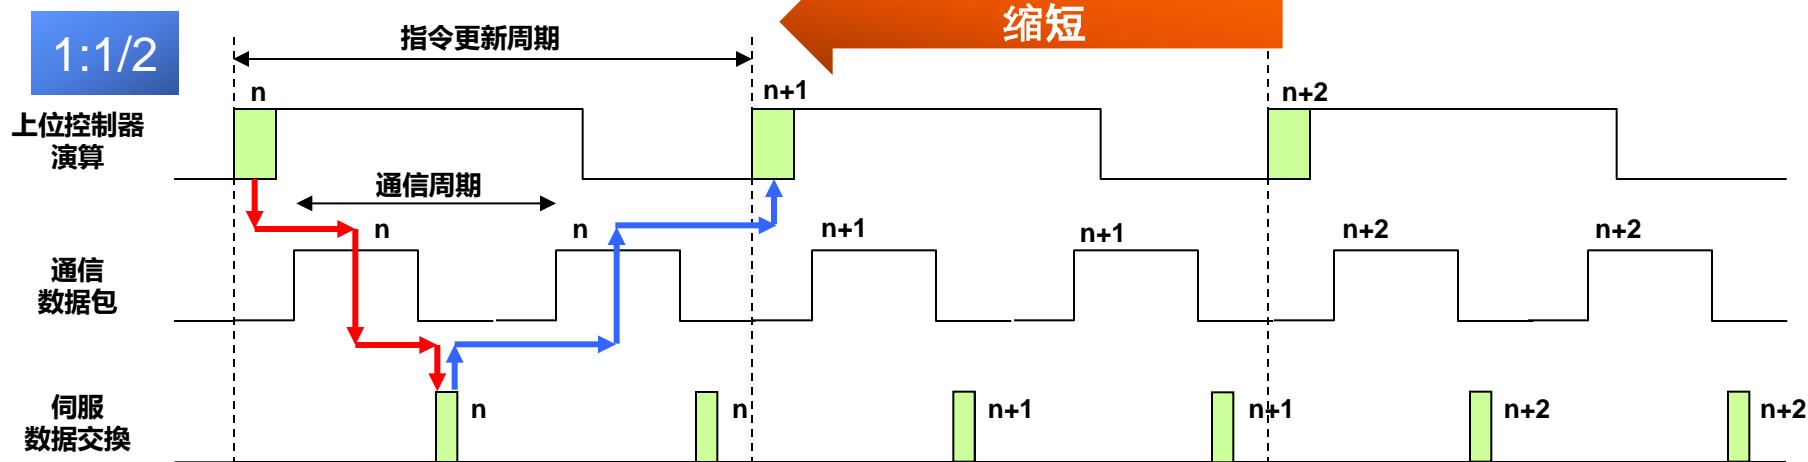 缩短
1:1/2
指令更新周期
n
n+1
n+2
上位控制器
演算
通信周期
n
n
n+1
n+1
n+2
n+2
通信
数据包
伺服
数据交換
n
n
n+1
n+1
n+2
n+2